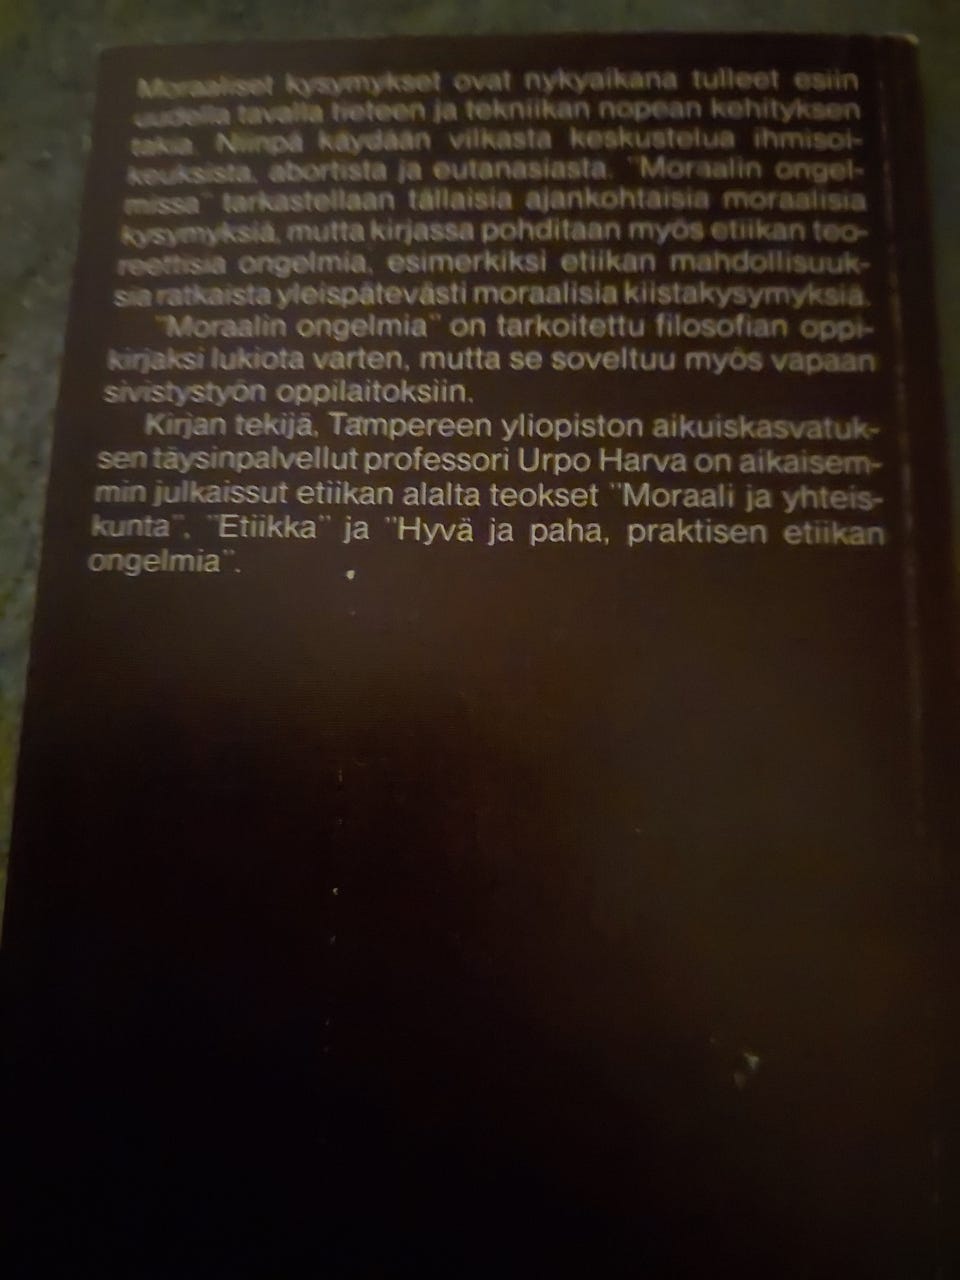 Moraaliset kysymykset ovat nykyaikana tulleet esiin
uudella tavalla tieteen ja tekniikan nopean kehityksen
takia. Niinpä käydään vilkasta keskustelua ihmisoi-
keuksista, abortista ja eutanasiasta. "Moraalin ongel-
missa" tarkastellaan tällaisia ajankohtaisia moraalisia
kysymyksiä, mutta kirjassa pohditaan myös etiikan teo-
reettisia ongelmia, esimerkiksi etiikan mahdollisuuk-
sia ratkaista yleispätevästi moraalisia kiistakysymyksiä.
"Moraalin ongelmia" on tarkoitettu filosofian oppi-
kirjaksi lukiota varten, mutta se soveltuu myös vapaan
sivistystyön oppilaitoksiin.
Kirjan tekijä, Tampereen yliopiston aikuiskasvatuk-
sen täysinpalvellut professori Urpo Harva on aikaisem-
min julkaissut etiikan alalta teokset "Moraali ja yhteis-
kunta", "Etiikka" ja "Hyvä ja paha, praktisen etiikan
ongelmia".